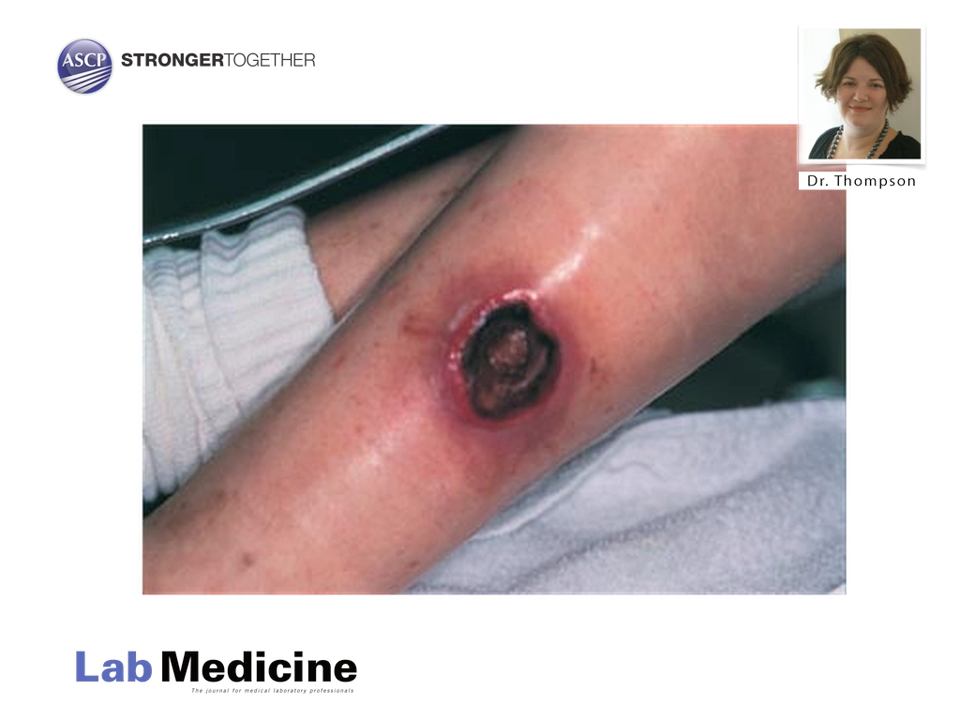 ASCP STRONGERTOGETHER
Dr. Thompson
Lab Medicine
The journal for medical laboratory professionals